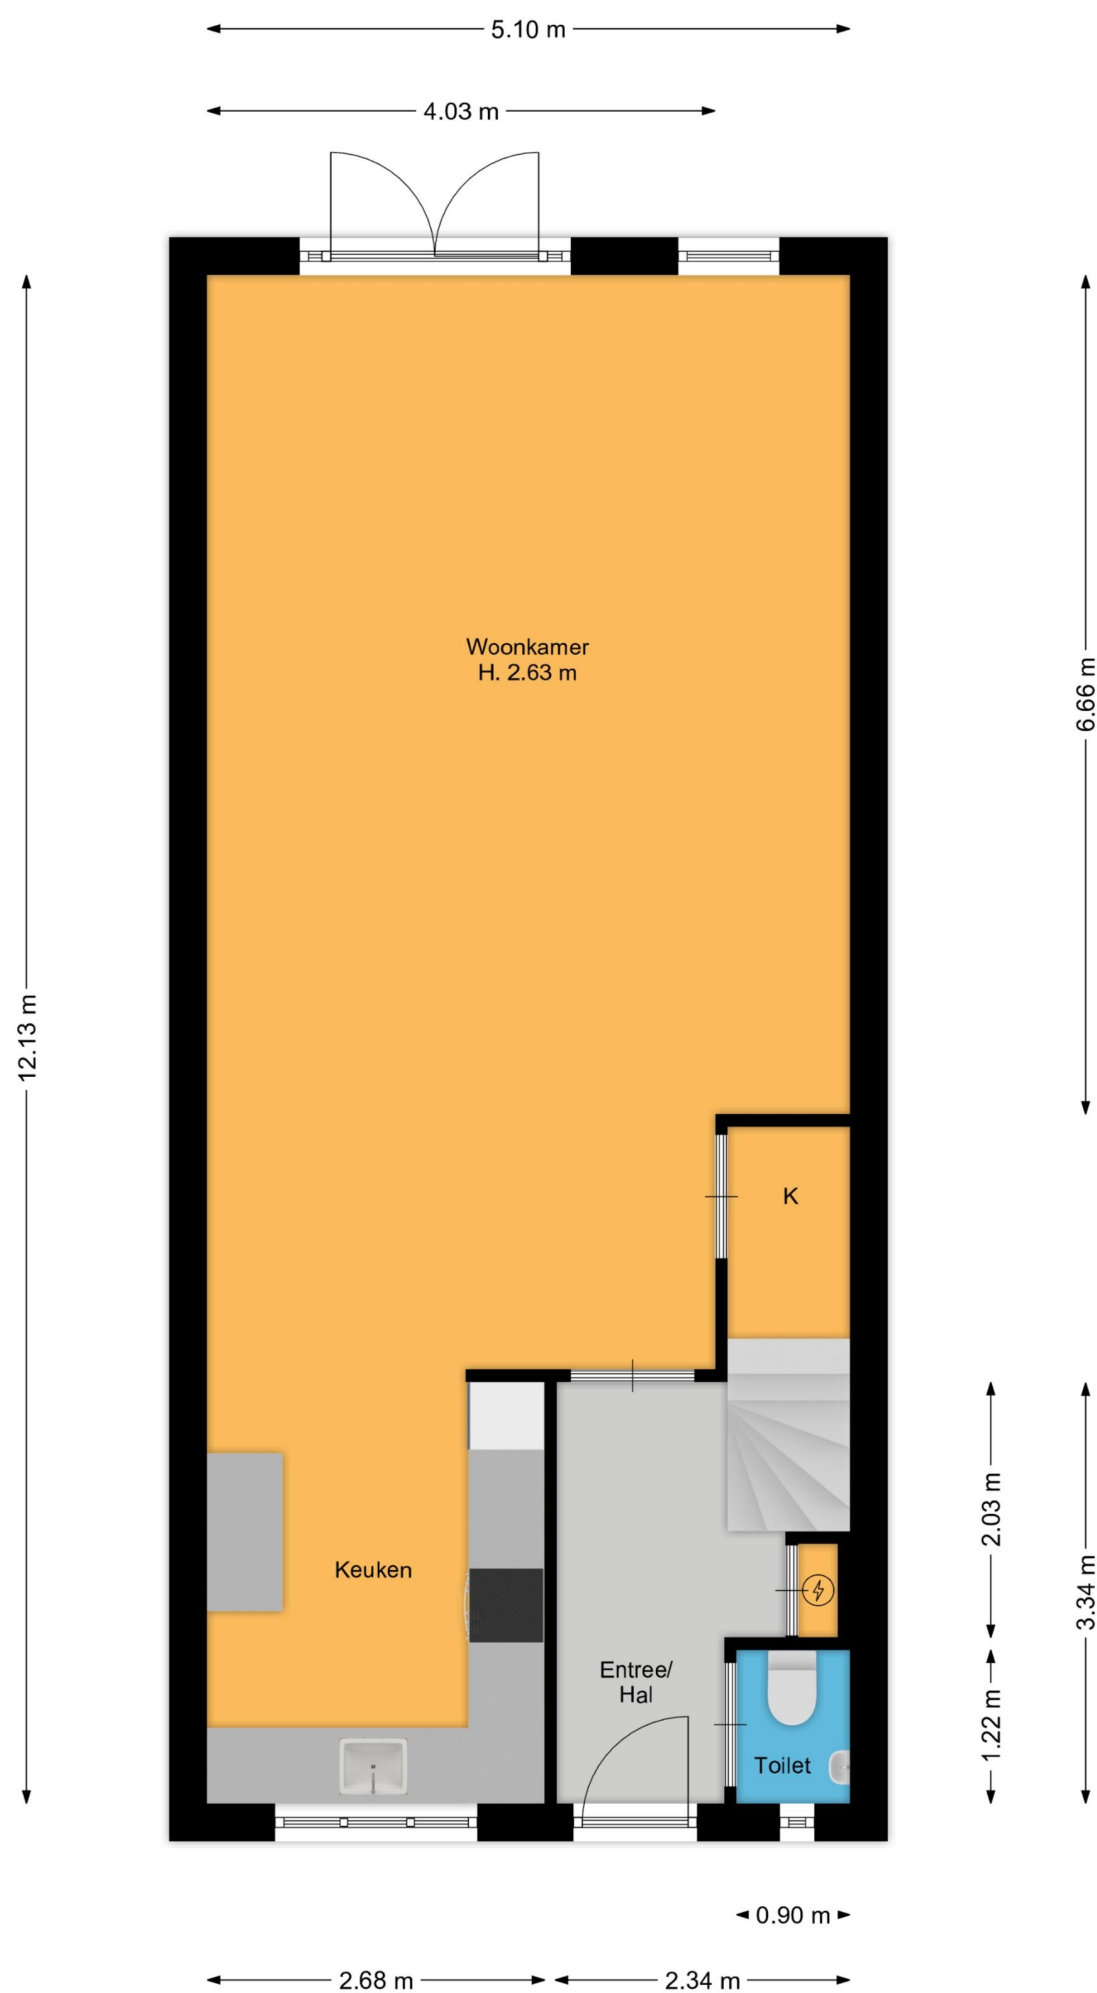 5.10 m
4.03 m
Woonkamer
H. 2.63 m
6.66 m
12.13 m
K
2.03 m
3.34 m
Keuken
Entree/
Hal
1.22 m
Toilet
0.90 m
2.68 m
2.34 m